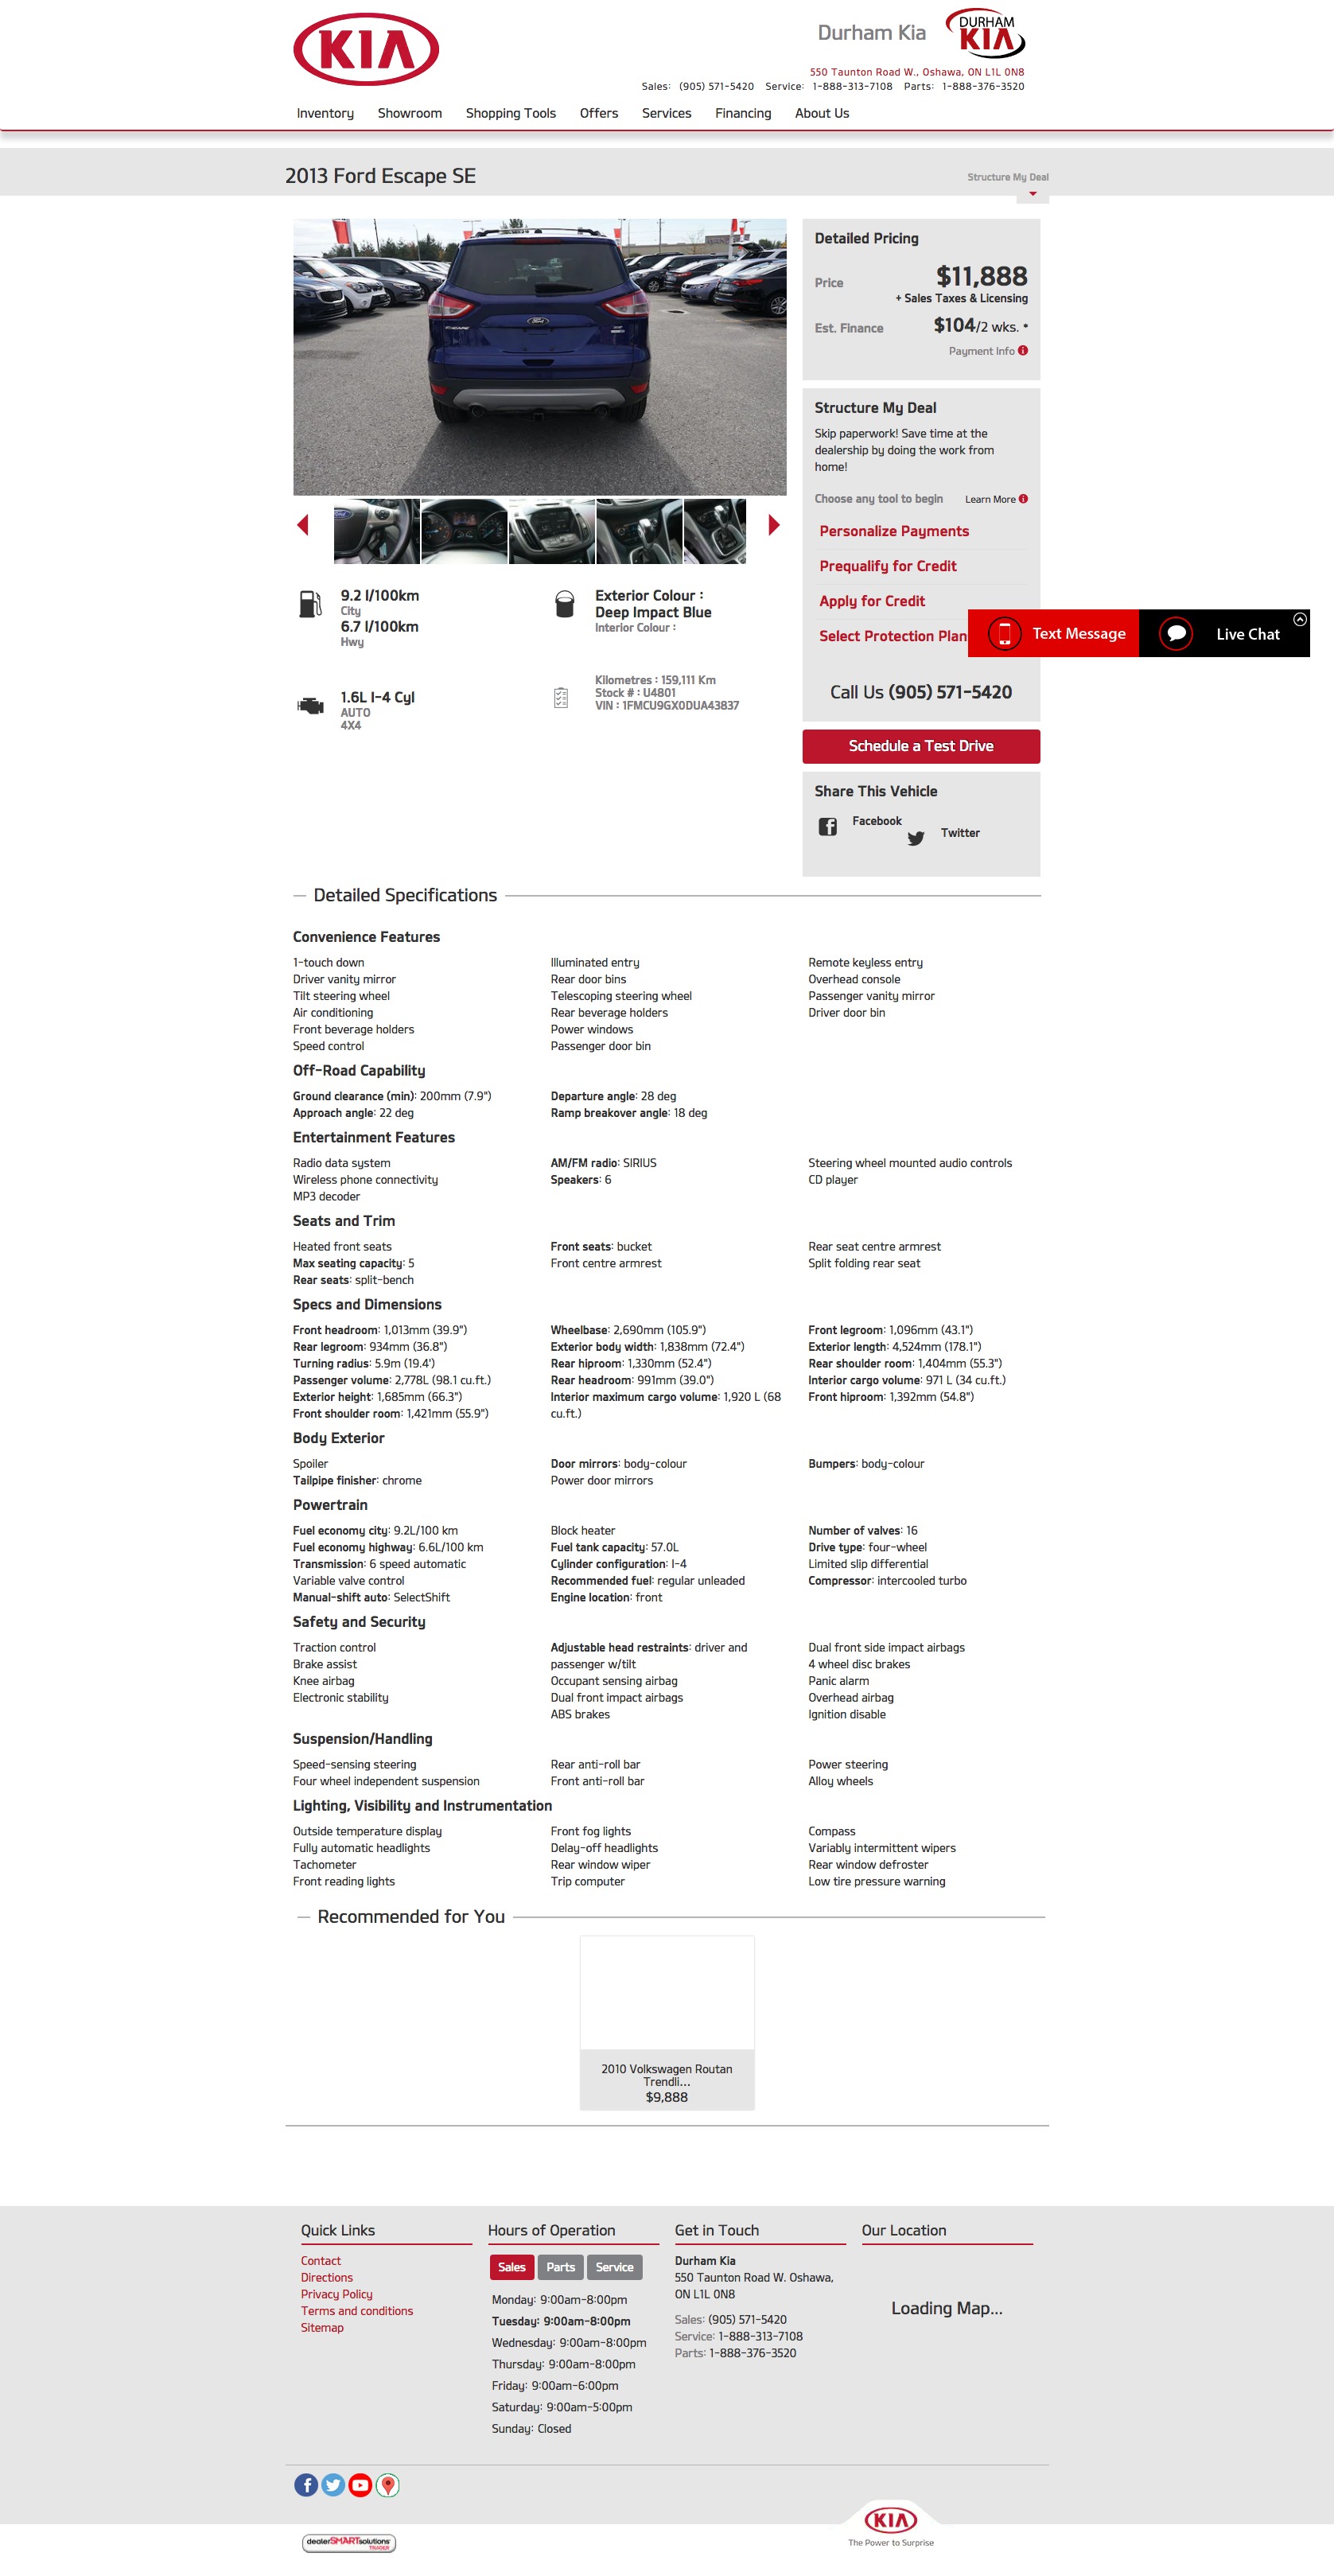 KIA
Durham Kia
DURHAM
KIA
550 Taunton Road W., Oshawa, ON L1L 0N8
Sales: (905) 571-5420 Service: 1-888-313-7108 Parts: 1-888-376-3520
Inventory Showroom Shopping Tools Offers Services Financing About Us
2013 Ford Escape SE
Structure My Deal
Detailed Pricing
Price $11,888
+ Sales Taxes & Licensing
Est. Finance $104/2 wks. *
Payment Info
Structure My Deal
Skip paperwork! Save time at the
dealership by doing the work from
home!
Choose any tool to begin Learn More
Personalize Payments
Prequalify for Credit
Apply for Credit
Select Protection Plan
Text Message
Live Chat
Call Us (905) 571-5420
Schedule a Test Drive
Share This Vehicle
Facebook
Twitter
9.2 l/100km
City
6.7 l/100km
Hwy
Exterior Colour :
Deep Impact Blue
Interior Colour :
1.6L I-4 Cyl
AUTO
4X4
Kilometres : 159,111 Km
Stock # : U4801
VIN : 1FMCU9GX0DUA43837
Detailed Specifications
Convenience Features
1-touch down Illuminated entry Remote keyless entry
Driver vanity mirror Rear door bins Overhead console
Tilt steering wheel Telescoping steering wheel Passenger vanity mirror
Air conditioning Rear beverage holders Driver door bin
Front beverage holders Power windows
Speed control Passenger door bin
Off-Road Capability
Ground clearance (min): 200mm (7.9") Departure angle: 28 deg
Approach angle: 22 deg Ramp breakover angle: 18 deg
Entertainment Features
Radio data system AM/FM radio: SIRIUS Steering wheel mounted audio controls
Wireless phone connectivity Speakers: 6 CD player
MP3 decoder
Seats and Trim
Heated front seats Front seats: bucket Rear seat centre armrest
Max seating capacity: 5 Front centre armrest Split folding rear seat
Rear seats: split-bench
Specs and Dimensions
Front headroom: 1,013mm (39.9") Wheelbase: 2,690mm (105.9") Front legroom: 1,096mm (43.1")
Rear legroom: 934mm (36.8") Exterior body width: 1,838mm (72.4") Exterior length: 4,524mm (178.1")
Turning radius: 5.9m (19.4') Rear hiproom: 1,330mm (52.4") Rear shoulder room: 1,404mm (55.3")
Passenger volume: 2,778L (98.1 cu.ft.) Rear headroom: 991mm (39.0") Interior cargo volume: 971 L (34 cu.ft.)
Exterior height: 1,685mm (66.3") Interior maximum cargo volume: 1,920 L (68 Front hiproom: 1,392mm (54.8")
Front shoulder room: 1,421mm (55.9") cu.ft.)
Body Exterior
Spoiler Door mirrors: body-colour Bumpers: body-colour
Tailpipe finisher: chrome Power door mirrors
Powertrain
Fuel economy city: 9.2L/100 km Block heater Number of valves: 16
Fuel economy highway: 6.6L/100 km Fuel tank capacity: 57.0L Drive type: four-wheel
Transmission: 6 speed automatic Cylinder configuration: I-4 Limited slip differential
Variable valve control Recommended fuel: regular unleaded Compressor: intercooled turbo
Manual-shift auto: SelectShift Engine location: front
Safety and Security
Traction control Adjustable head restraints: driver and Dual front side impact airbags
Brake assist passenger w/tilt 4 wheel disc brakes
Knee airbag Occupant sensing airbag Panic alarm
Electronic stability Dual front impact airbags Overhead airbag
ABS brakes Ignition disable
Suspension/Handling
Speed-sensing steering Rear anti-roll bar Power steering
Four wheel independent suspension Front anti-roll bar Alloy wheels
Lighting, Visibility and Instrumentation
Outside temperature display Front fog lights Compass
Fully automatic headlights Delay-off headlights Variably intermittent wipers
Tachometer Rear window wiper Rear window defroster
Front reading lights Trip computer Low tire pressure warning
Recommended for You
2010 Volkswagen Routan
Trendli...
$9,888
Quick Links
Contact
Directions
Privacy Policy
Terms and conditions
Sitemap
Hours of Operation
Sales Parts Service
Monday: 9:00am-8:00pm
Tuesday: 9:00am-8:00pm
Wednesday: 9:00am-8:00pm
Thursday: 9:00am-8:00pm
Friday: 9:00am-6:00pm
Saturday: 9:00am-5:00pm
Sunday: Closed
Get in Touch
Durham Kia
550 Taunton Road W. Oshawa,
ON L1L 0N8
Sales: (905) 571-5420
Service: 1-888-313-7108
Parts: 1-888-376-3520
Our Location
Loading Map...
dealerSMARTsolutions
TRADER
KIA
The Power to Surprise